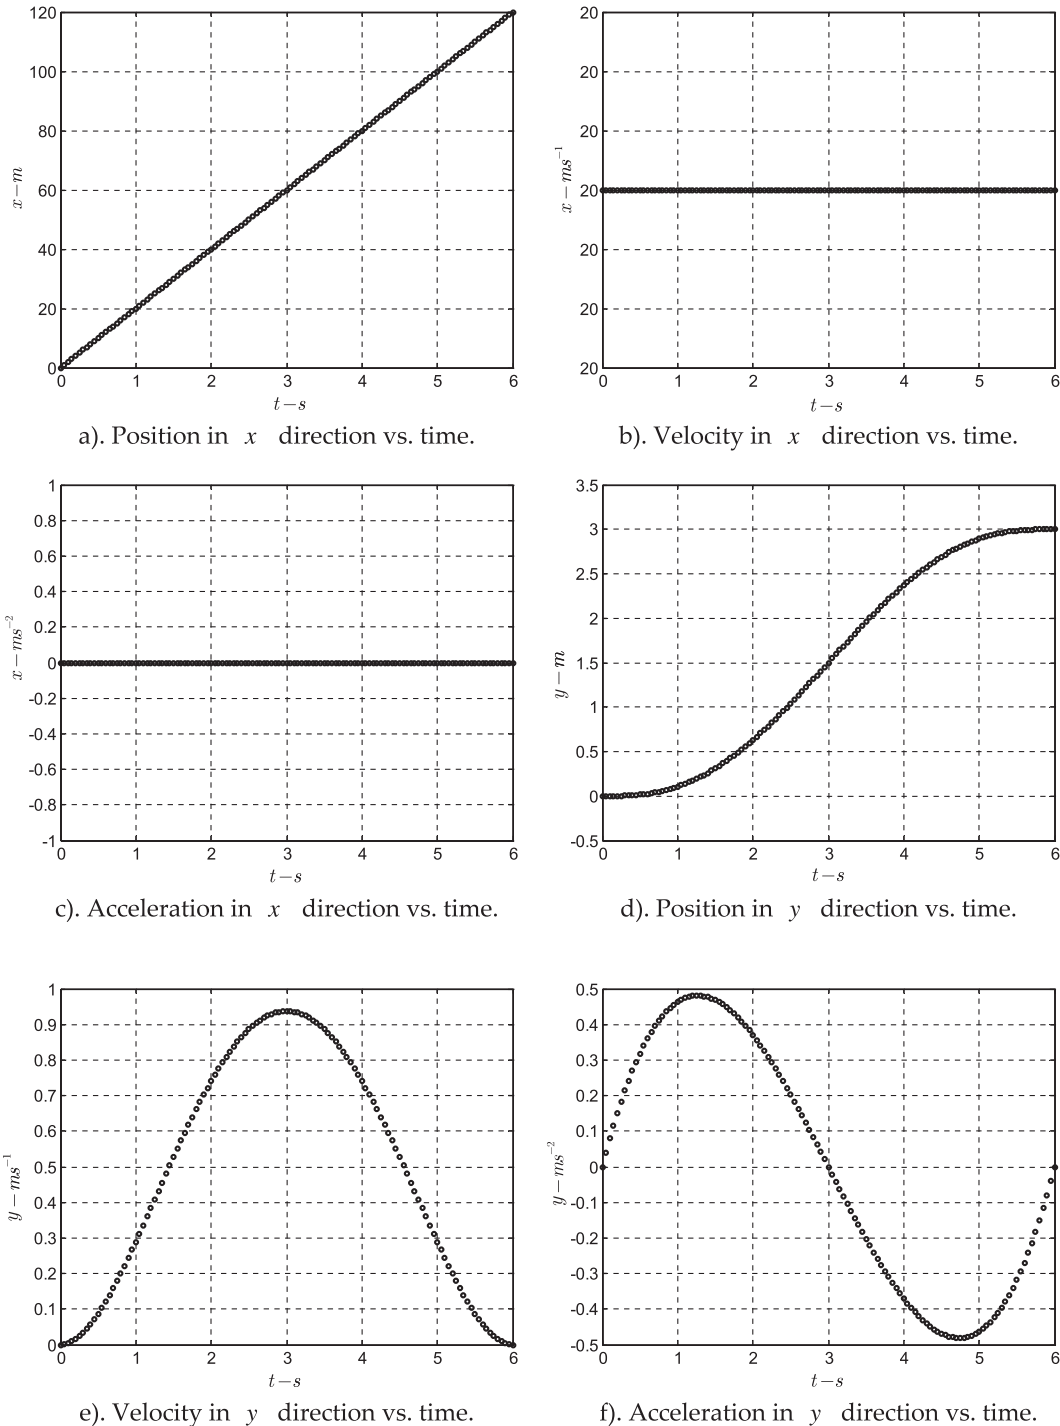 120
100
80
60
40
20
0
x − m
0 1 2 3 4 5 6
t − s
a). Position in x direction vs. time.
20
20
20
20
20
20
20
x − ms⁻¹
0 1 2 3 4 5 6
t − s
b). Velocity in x direction vs. time.
1
0.8
0.6
0.4
0.2
0
-0.2
-0.4
-0.6
-0.8
-1
x − ms⁻²
0 1 2 3 4 5 6
t − s
c). Acceleration in x direction vs. time.
3.5
3
2.5
2
1.5
1
0.5
0
-0.5
y − m
0 1 2 3 4 5 6
t − s
d). Position in y direction vs. time.
1
0.9
0.8
0.7
0.6
0.5
0.4
0.3
0.2
0.1
0
y − ms⁻¹
0 1 2 3 4 5 6
t − s
e). Velocity in y direction vs. time.
0.5
0.4
0.3
0.2
0.1
0
-0.1
-0.2
-0.3
-0.4
-0.5
y − ms⁻²
0 1 2 3 4 5 6
t − s
f). Acceleration in y direction vs. time.